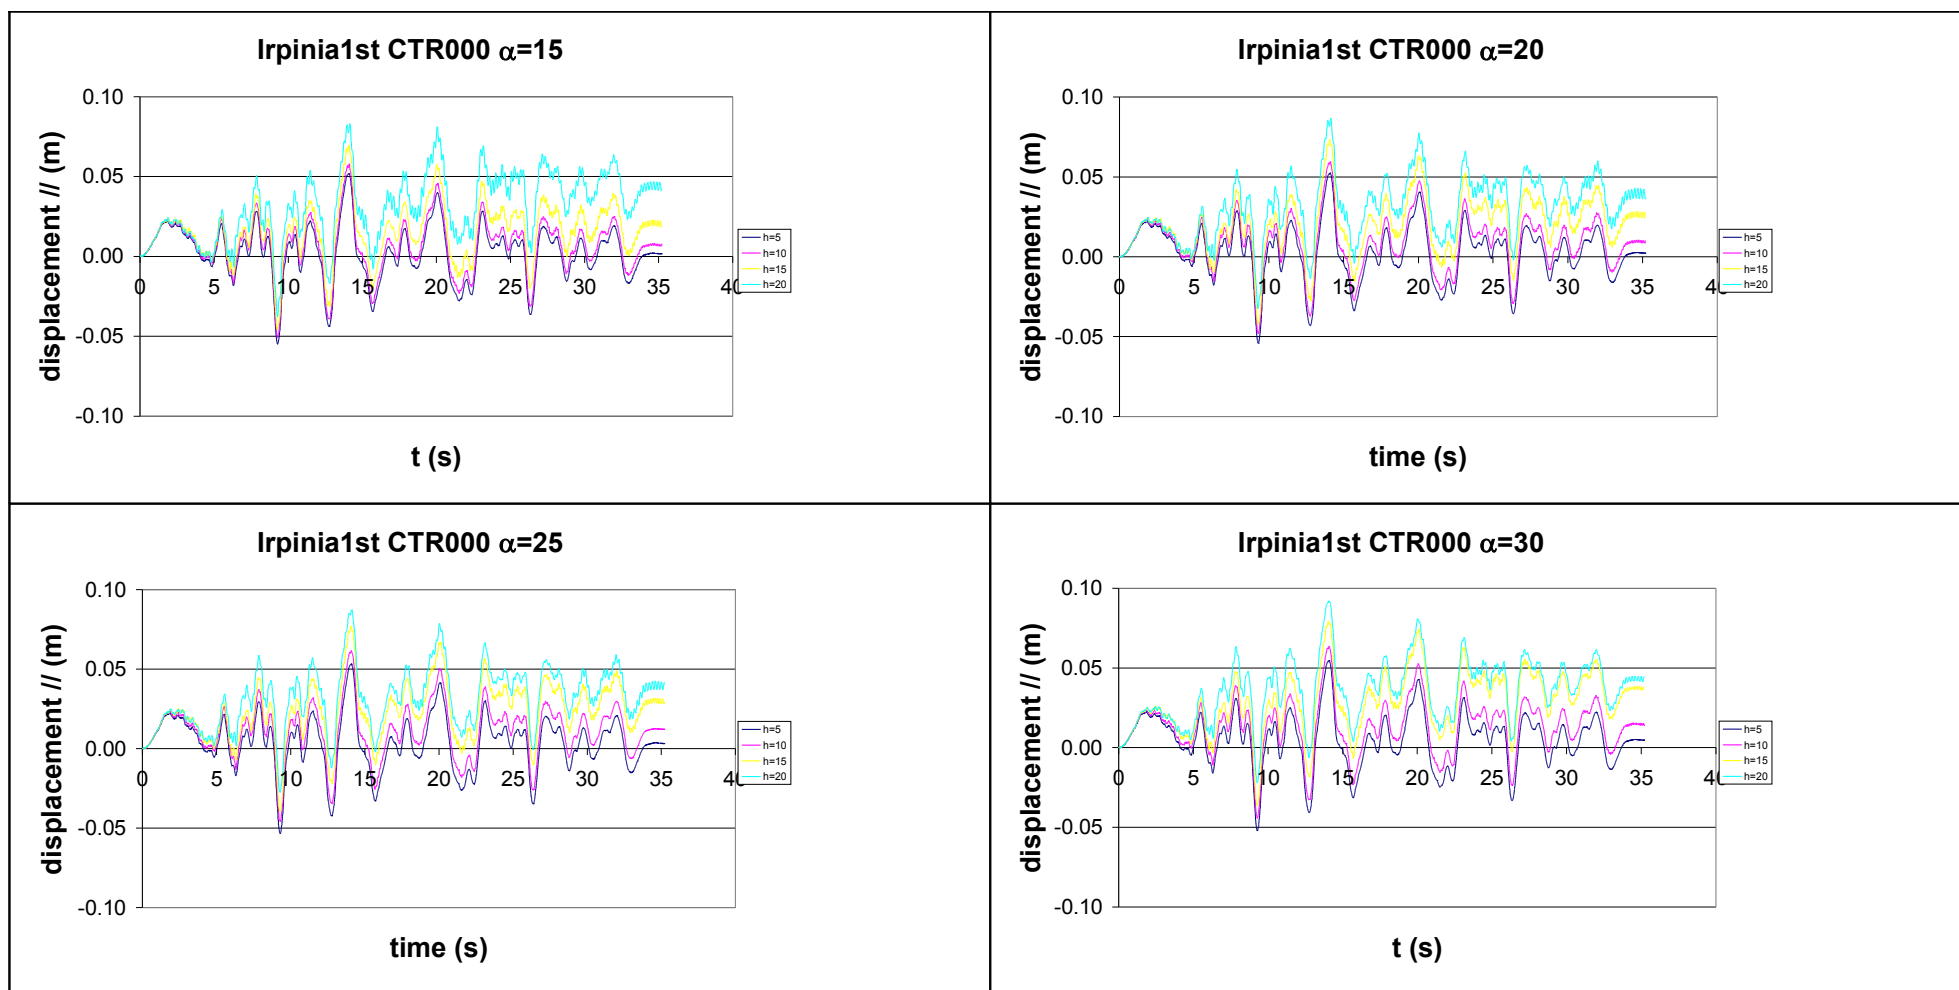 Irpinia1st CTR000 α=15
0.10
0.05
0.00
-0.05
-0.10
0 5 10 15 20 25 30 35 40
displacement // (m)
t (s)
h=5
h=10
h=15
h=20
Irpinia1st CTR000 α=20
0.10
0.05
0.00
-0.05
-0.10
0 5 10 15 20 25 30 35 40
displacement // (m)
time (s)
h=5
h=10
h=15
h=20
Irpinia1st CTR000 α=25
0.10
0.05
0.00
-0.05
-0.10
0 5 10 15 20 25 30 35 40
displacement // (m)
time (s)
h=5
h=10
h=15
h=20
Irpinia1st CTR000 α=30
0.10
0.05
0.00
-0.05
-0.10
0 5 10 15 20 25 30 35 40
displacement // (m)
t (s)
h=5
h=10
h=15
h=20